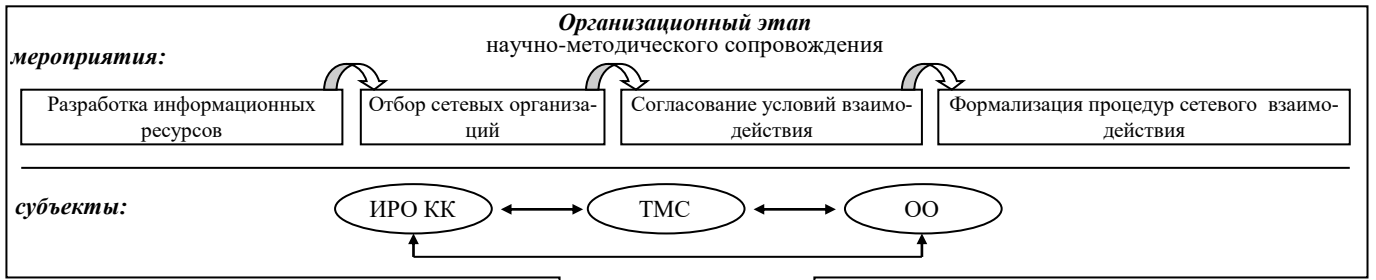 Организационный этап
научно-методического сопровождения
мероприятия:
Разработка информационных
ресурсов
Отбор сетевых организа-
ций
Согласование условий взаимо-
действия
Формализация процедур сетевого взаимо-
действия
субъекты:
ИРО КК
ТМС
ОО